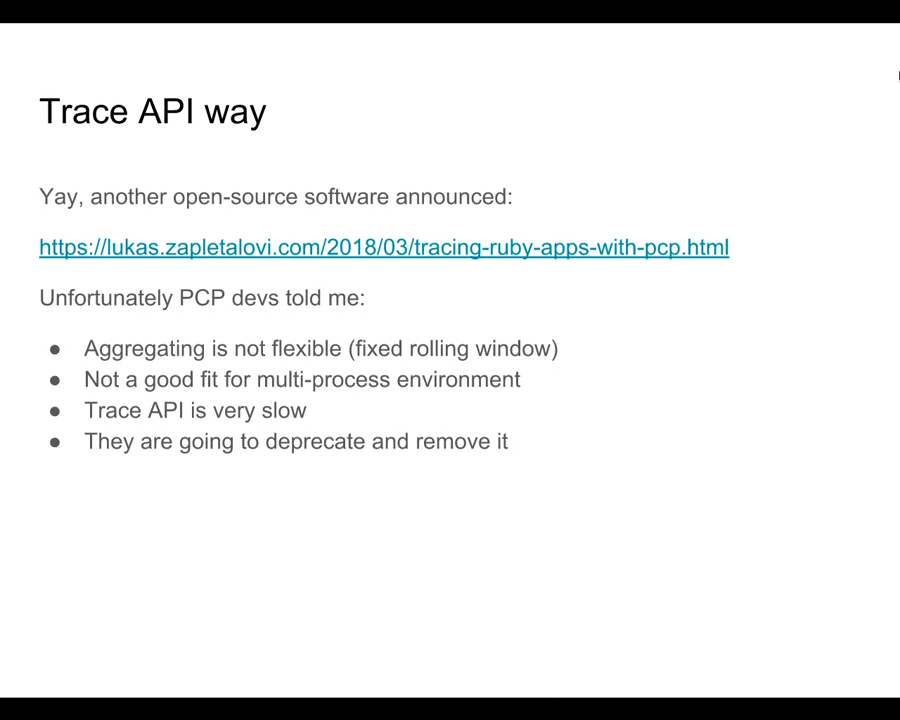 Trace API way
Yay, another open-source software announced:
https://lukas.zapletalovi.com/2018/03/tracing-ruby-apps-with-pcp.html
Unfortunately PCP devs told me:
● Aggregating is not flexible (fixed rolling window)
● Not a good fit for multi-process environment
● Trace API is very slow
● They are going to deprecate and remove it